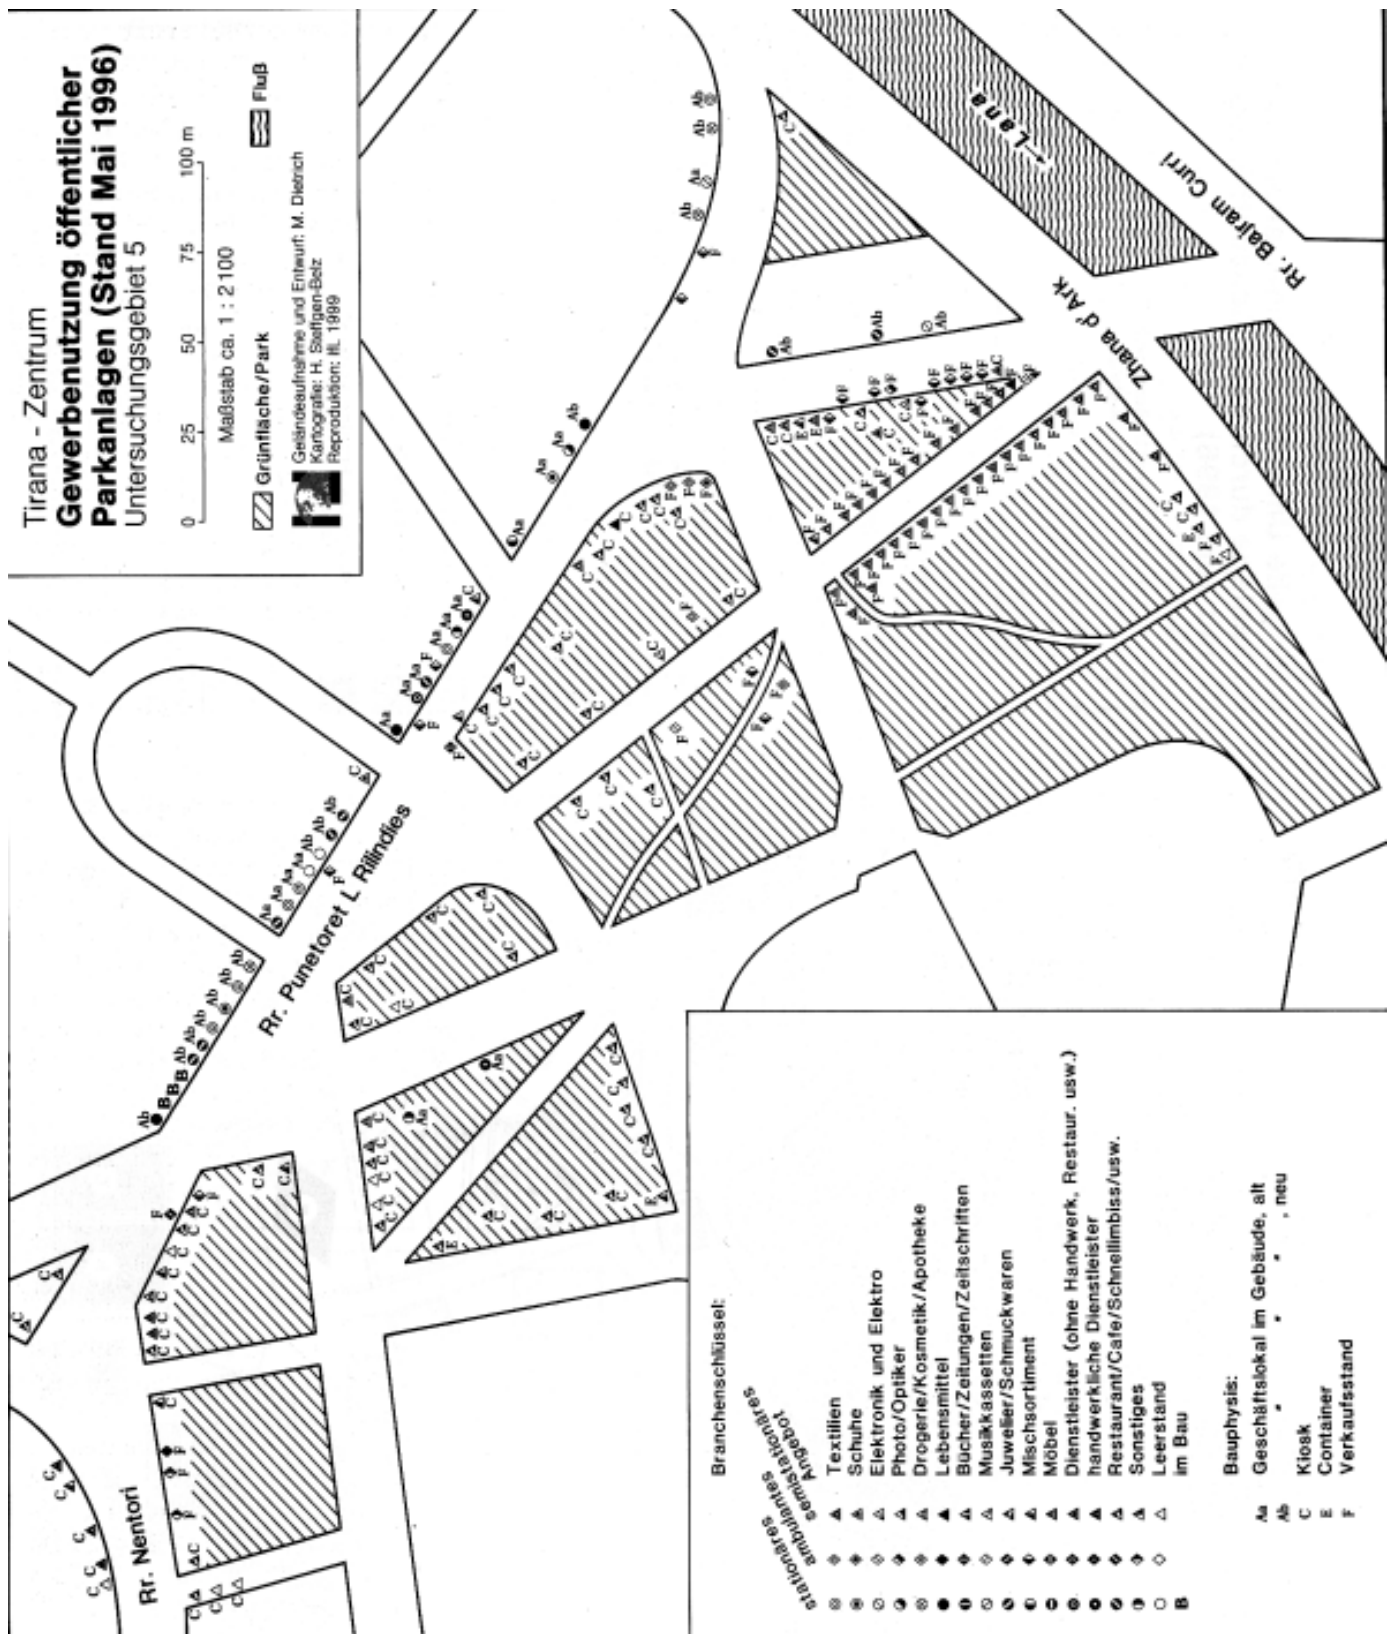 Tirana - Zentrum
Gewerbenutzung öffentlicher
Parkanlagen (Stand Mai 1996)
Untersuchungsgebiet 5
0 25 50 75 100 m
Maßstab ca. 1 : 2 100
Grünfläche/Park
Fluß
Geländeaufnahme und Entwurf: M. Dietrich
Kartografie: H. Steffgen-Belz
Reproduktion: IfL 1999
←Lana
Rr. Bajram Curri
Zhana d'Ark
Rr. Punetoret L Rilindies
Rr. Nentori
Branchenschlüssel:
stationäres
ambulantes
semistationäres
Angebot
Textilien
Schuhe
Elektronik und Elektro
Photo/Optiker
Drogerie/Kosmetik/Apotheke
Lebensmittel
Bücher/Zeitungen/Zeitschriften
Musikkassetten
Juwelier/Schmuckwaren
Mischsortiment
Möbel
Dienstleister (ohne Handwerk, Restaur. usw.)
handwerkliche Dienstleister
Restaurant/Cafe/Schnellimbiss/usw.
Sonstiges
Leerstand
B im Bau
Bauphysis:
Aa Geschäftslokal im Gebäude, alt
Ab " " " , neu
C Kiosk
E Container
F Verkaufsstand